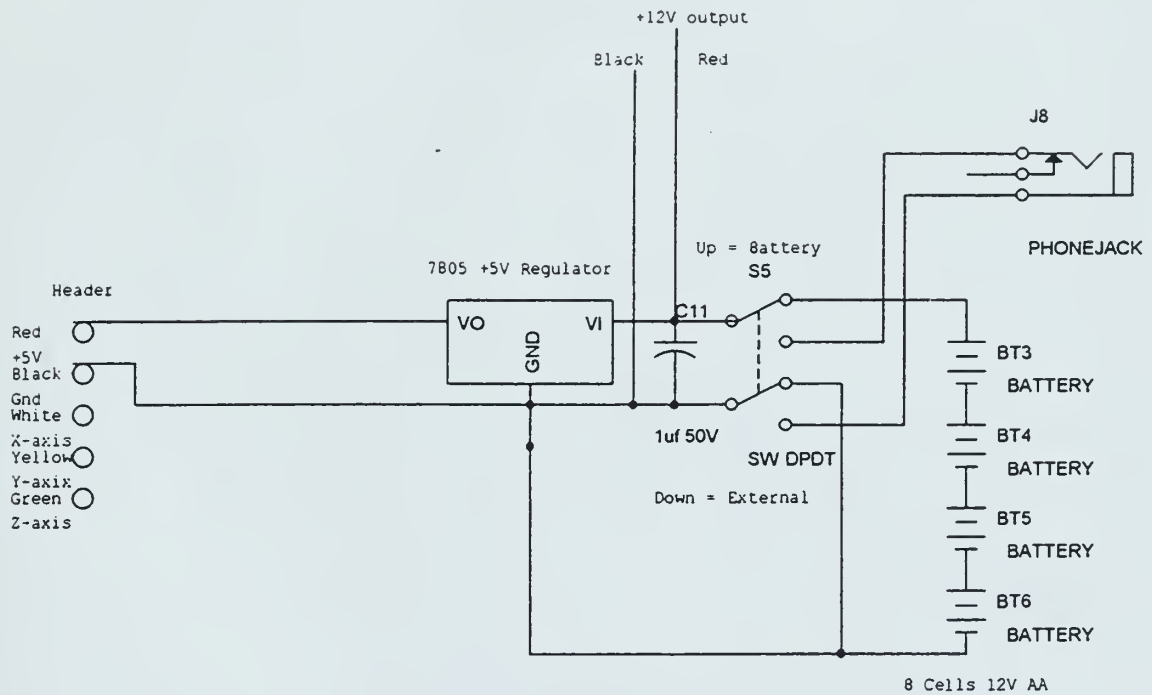 +12V output
Black Red
J8
PHONEJACK
Up = 8attery
S5
7805 +5V Regulator
Header
C11
VO VI
GND
Red
+5V
Black
Gnd
White
X-axis
Yellow
Y-axix
Green
Z-axis
1uf 50V
SW DPDT
Down = External
BT3
BATTERY
BT4
BATTERY
BT5
BATTERY
BT6
BATTERY
8 Cells 12V AA